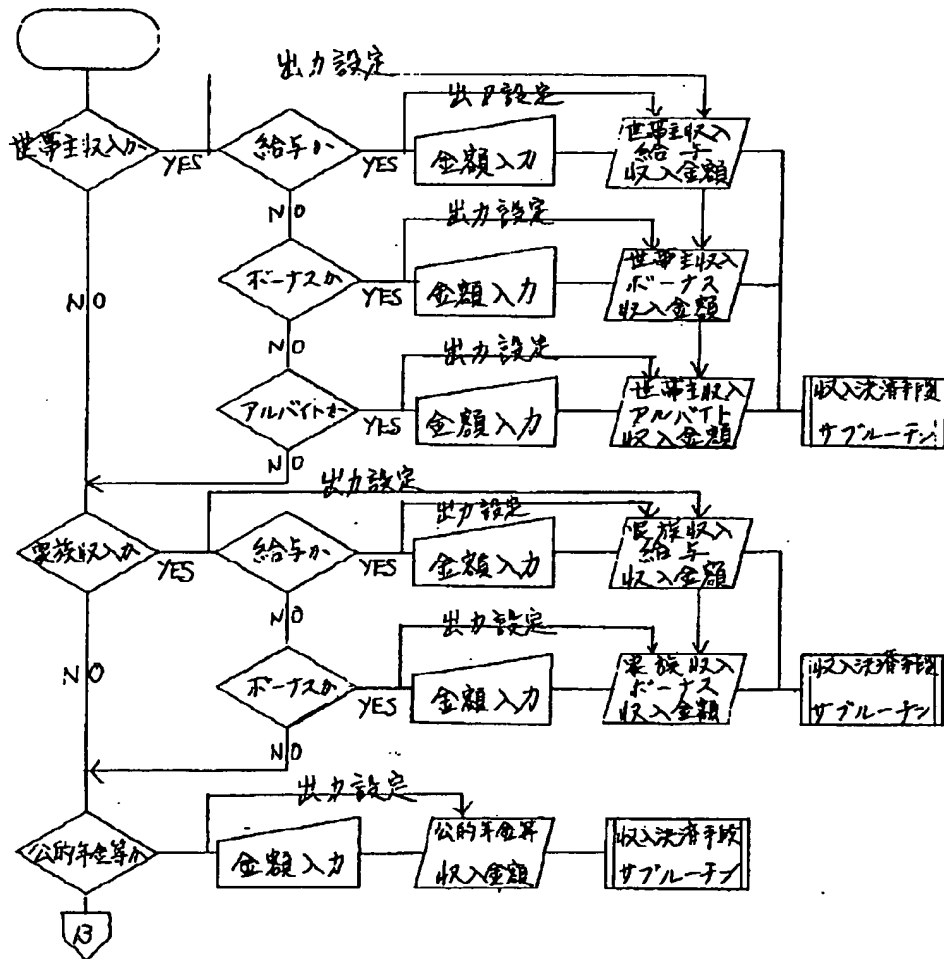 出力設定
出力設定
世帯主収入か
YES
給与か
YES
金額入力
世帯主収入
給与
収入金額
NO
出力設定
NO
ボーナスか
YES
金額入力
世帯主収入
ボーナス
収入金額
NO
出力設定
アルバイトか
YES
金額入力
世帯主収入
アルバイト
収入金額
収入決済手段
サブルーチン
NO
出力設定
出力設定
家族収入か
YES
給与か
YES
金額入力
家族収入
給与
収入金額
NO
出力設定
NO
ボーナスか
YES
金額入力
家族収入
ボーナス
収入金額
収入決済手段
サブルーチン
NO
出力設定
公的年金等か
金額入力
公的年金等
収入金額
収入決済手段
サブルーチン
B